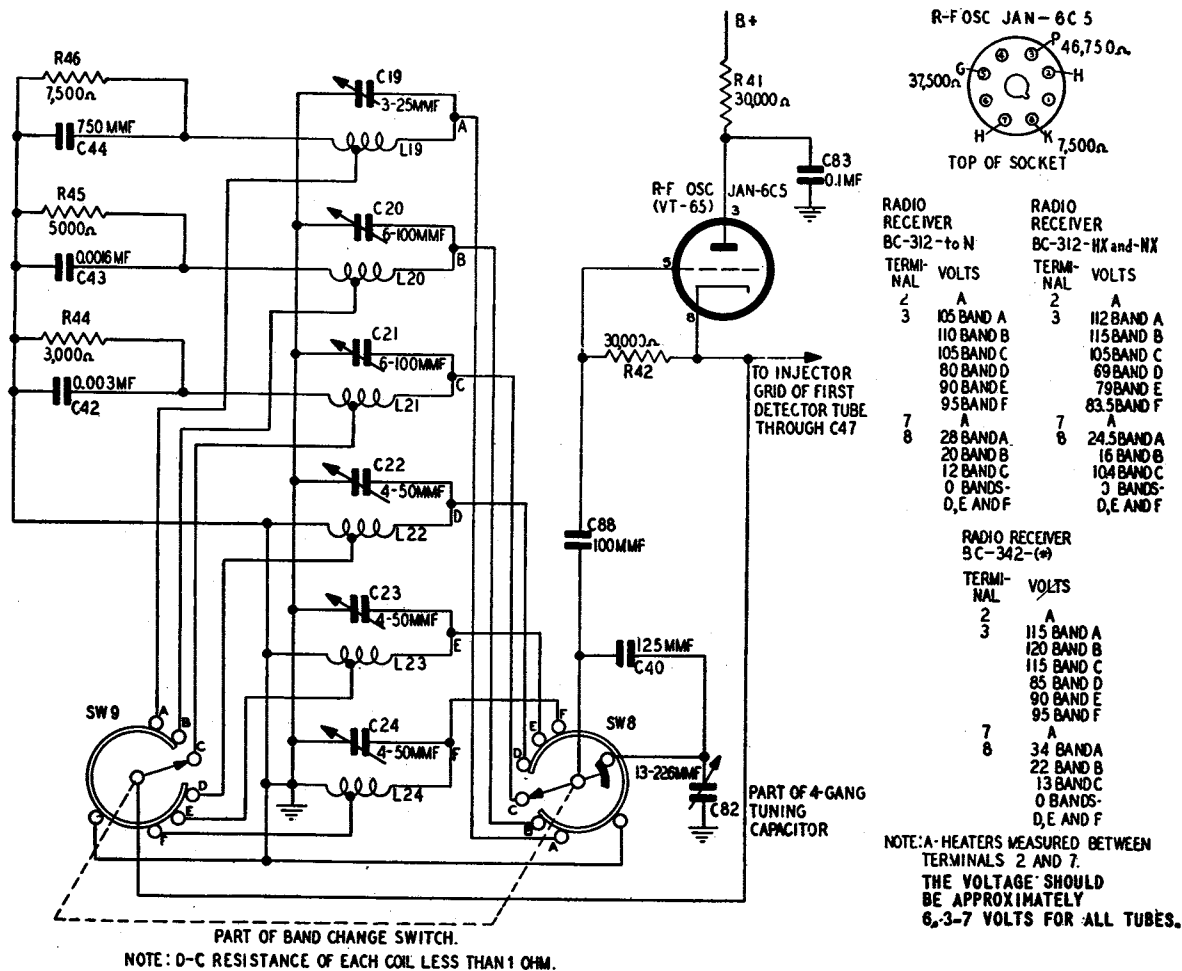 R46
7,500Ω
750 MMF
C44
R45
5000Ω
0.0016 MF
C43
R44
3,000Ω
0.003MF
C42
C19
3-25MMF
A
L19
C20
6-100MMF
B
L20
C21
6-100MMF
C
L21
C22
4-50MMF
D
L22
C23
4-50MMF
E
L23
C24
4-50MMF
F
L24
SW9
A
B
C
D
E
F
SW8
F
E
D
C
B
A
B+
R41
30,000Ω
C83
0.1MF
R-F OSC JAN-6C5
(VT-65)
3
5
8
30,000Ω
R42
TO INJECTOR
GRID OF FIRST
DETECTOR TUBE
THROUGH C47
C88
100MMF
125 MMF
C40
13-226MMF
C82
PART OF 4-GANG
TUNING
CAPACITOR
PART OF BAND CHANGE SWITCH.
NOTE: D-C RESISTANCE OF EACH COIL LESS THAN 1 OHM.
R-F OSC JAN-6C5
P 46,750Ω
G
37,500Ω
H
H
K 7,500Ω
4
3
5
2
6
1
7
8
TOP OF SOCKET
RADIO
RECEIVER
BC-312-to N
TERMI-
NAL VOLTS
2 A
3 105 BAND A
110 BAND B
105 BAND C
80 BAND D
90 BAND E
95 BAND F
7 A
8 28 BAND A
20 BAND B
12 BAND C
0 BANDS-
D,E AND F
RADIO
RECEIVER
BC-312-HX and-NX
TERMI-
NAL VOLTS
2 A
3 112 BAND A
115 BAND B
105 BAND C
69 BAND D
79 BAND E
83.5 BAND F
7 A
8 24.5 BAND A
16 BAND B
10.4 BAND C
BANDS-
D,E AND F
RADIO RECEIVER
BC-342-(*)
TERMI-
NAL VOLTS
2 A
3 115 BAND A
120 BAND B
115 BAND C
85 BAND D
90 BAND E
95 BAND F
7 A
8 34 BAND A
22 BAND B
13 BAND C
0 BANDS-
D,E AND F
NOTE: A-HEATERS MEASURED BETWEEN
TERMINALS 2 AND 7.
THE VOLTAGE SHOULD
BE APPROXIMATELY
6,-3-7 VOLTS FOR ALL TUBES.